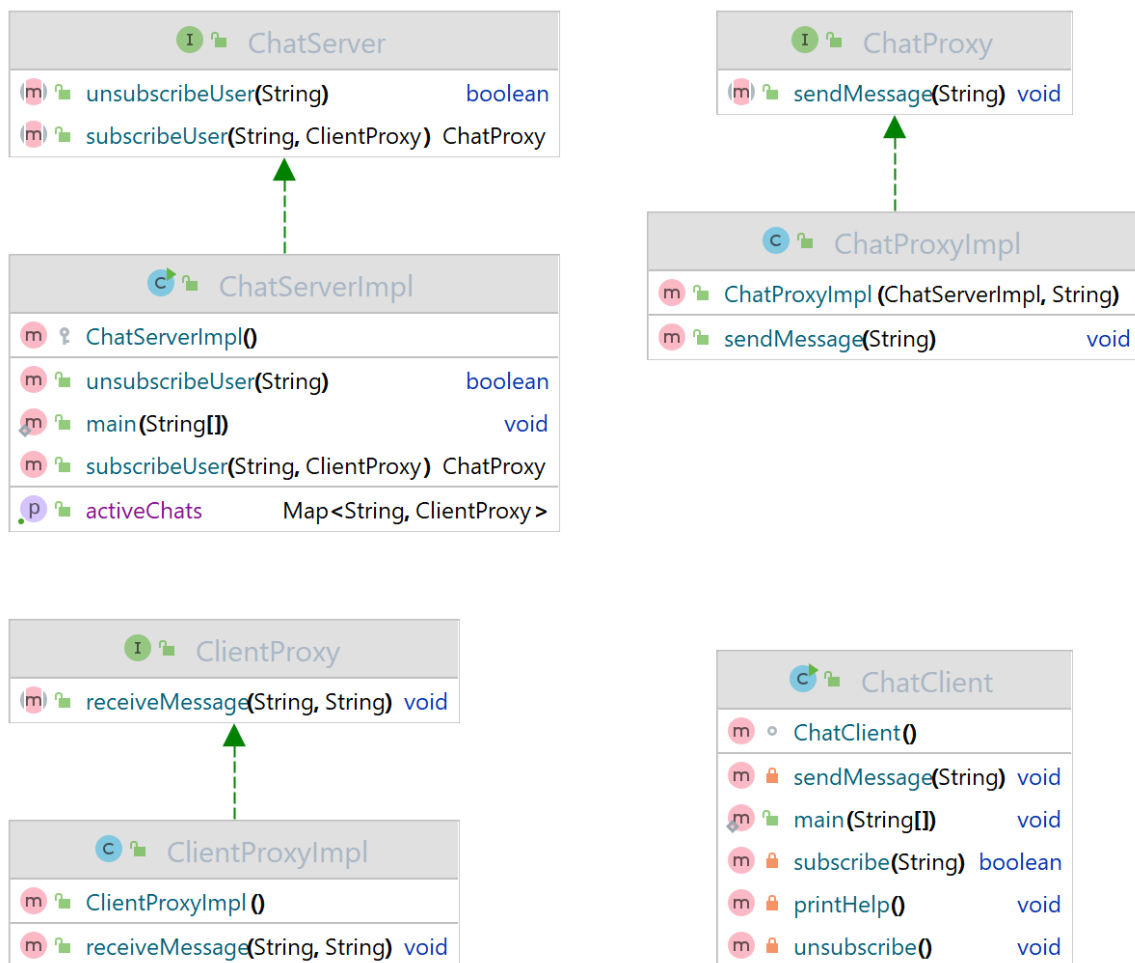 I ChatServer
m unsubscribeUser(String) boolean
m subscribeUser(String, ClientProxy) ChatProxy
C ChatServerImpl
m ChatServerImpl()
m unsubscribeUser(String) boolean
m main(String[]) void
m subscribeUser(String, ClientProxy) ChatProxy
p activeChats Map<String, ClientProxy>
I ChatProxy
m sendMessage(String) void
C ChatProxyImpl
m ChatProxyImpl(ChatServerImpl, String)
m sendMessage(String) void
I ClientProxy
m receiveMessage(String, String) void
C ClientProxyImpl
m ClientProxyImpl()
m receiveMessage(String, String) void
C ChatClient
m ChatClient()
m sendMessage(String) void
m main(String[]) void
m subscribe(String) boolean
m printHelp() void
m unsubscribe() void